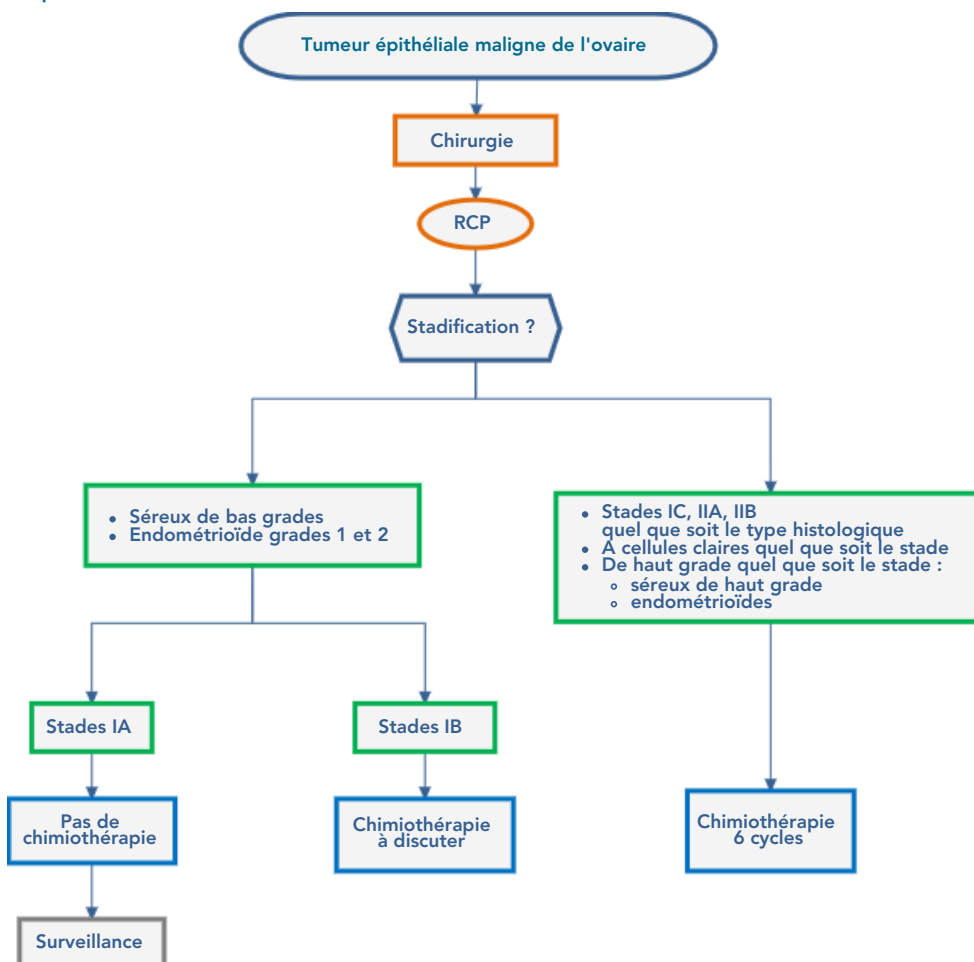 Tumeur épithéliale maligne de l'ovaire
Chirurgie
RCP
Stadification ?
• Séreux de bas grades
• Endométrioïde grades 1 et 2
• Stades IC, IIA, IIB
quel que soit le type histologique
• A cellules claires quel que soit le stade
• De haut grade quel que soit le stade :
◦ séreux de haut grade
◦ endométrioïdes
Stades IA
Stades IB
Pas de
chimiothérapie
Chimiothérapie
à discuter
Chimiothérapie
6 cycles
Surveillance